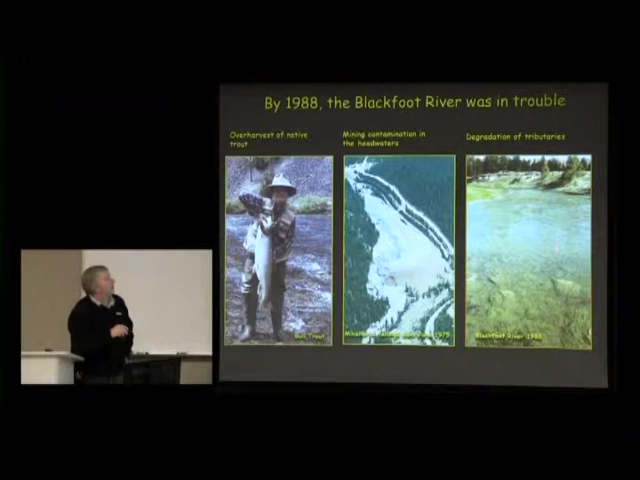 By 1988, the Blackfoot River was in trouble
Overharvest of native
trout
Mining contamination in
the headwaters
Degradation of tributaries
Bull Trout
1975
Blackfoot River 1988